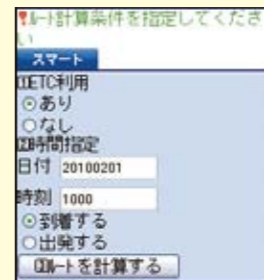 ルート計算条件を指定してくださ
い
スマート
ETC利用
あり
なし
時間指定
日付 20100201
時刻 1000
到着する
出発する
ルートを計算する